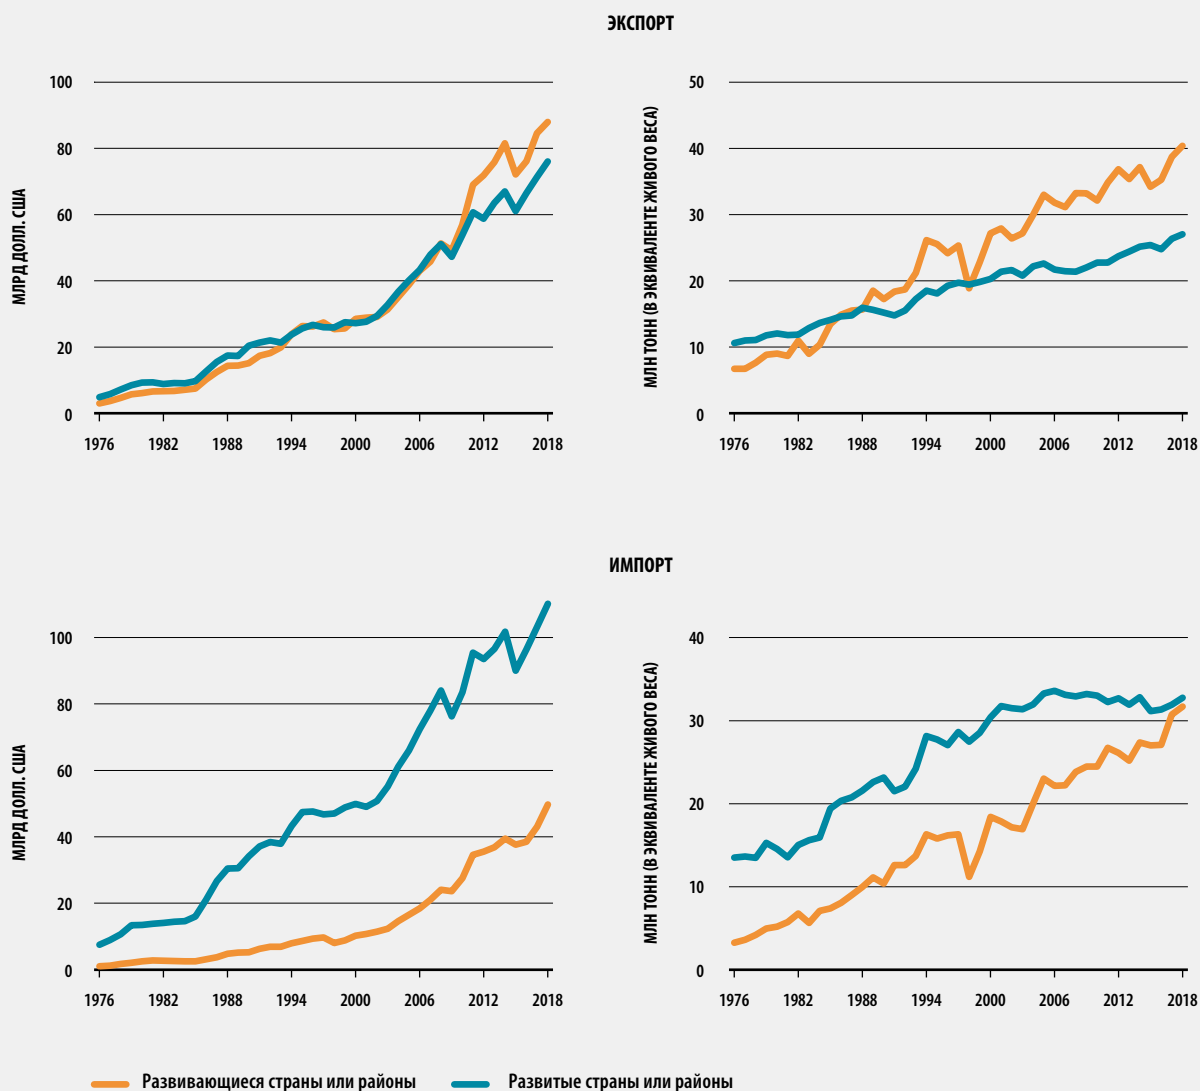 ЭКСПОРТ
МЛРД ДОЛЛ. США
100
80
60
40
20
0
1976 1982 1988 1994 2000 2006 2012 2018
МЛН ТОНН (В ЭКВИВАЛЕНТЕ ЖИВОГО ВЕСА)
50
40
30
20
10
0
1976 1982 1988 1994 2000 2006 2012 2018
ИМПОРТ
МЛРД ДОЛЛ. США
100
80
60
40
20
0
1976 1982 1988 1994 2000 2006 2012 2018
МЛН ТОНН (В ЭКВИВАЛЕНТЕ ЖИВОГО ВЕСА)
40
30
20
10
0
1976 1982 1988 1994 2000 2006 2012 2018
Развивающиеся страны или районы
Развитые страны или районы